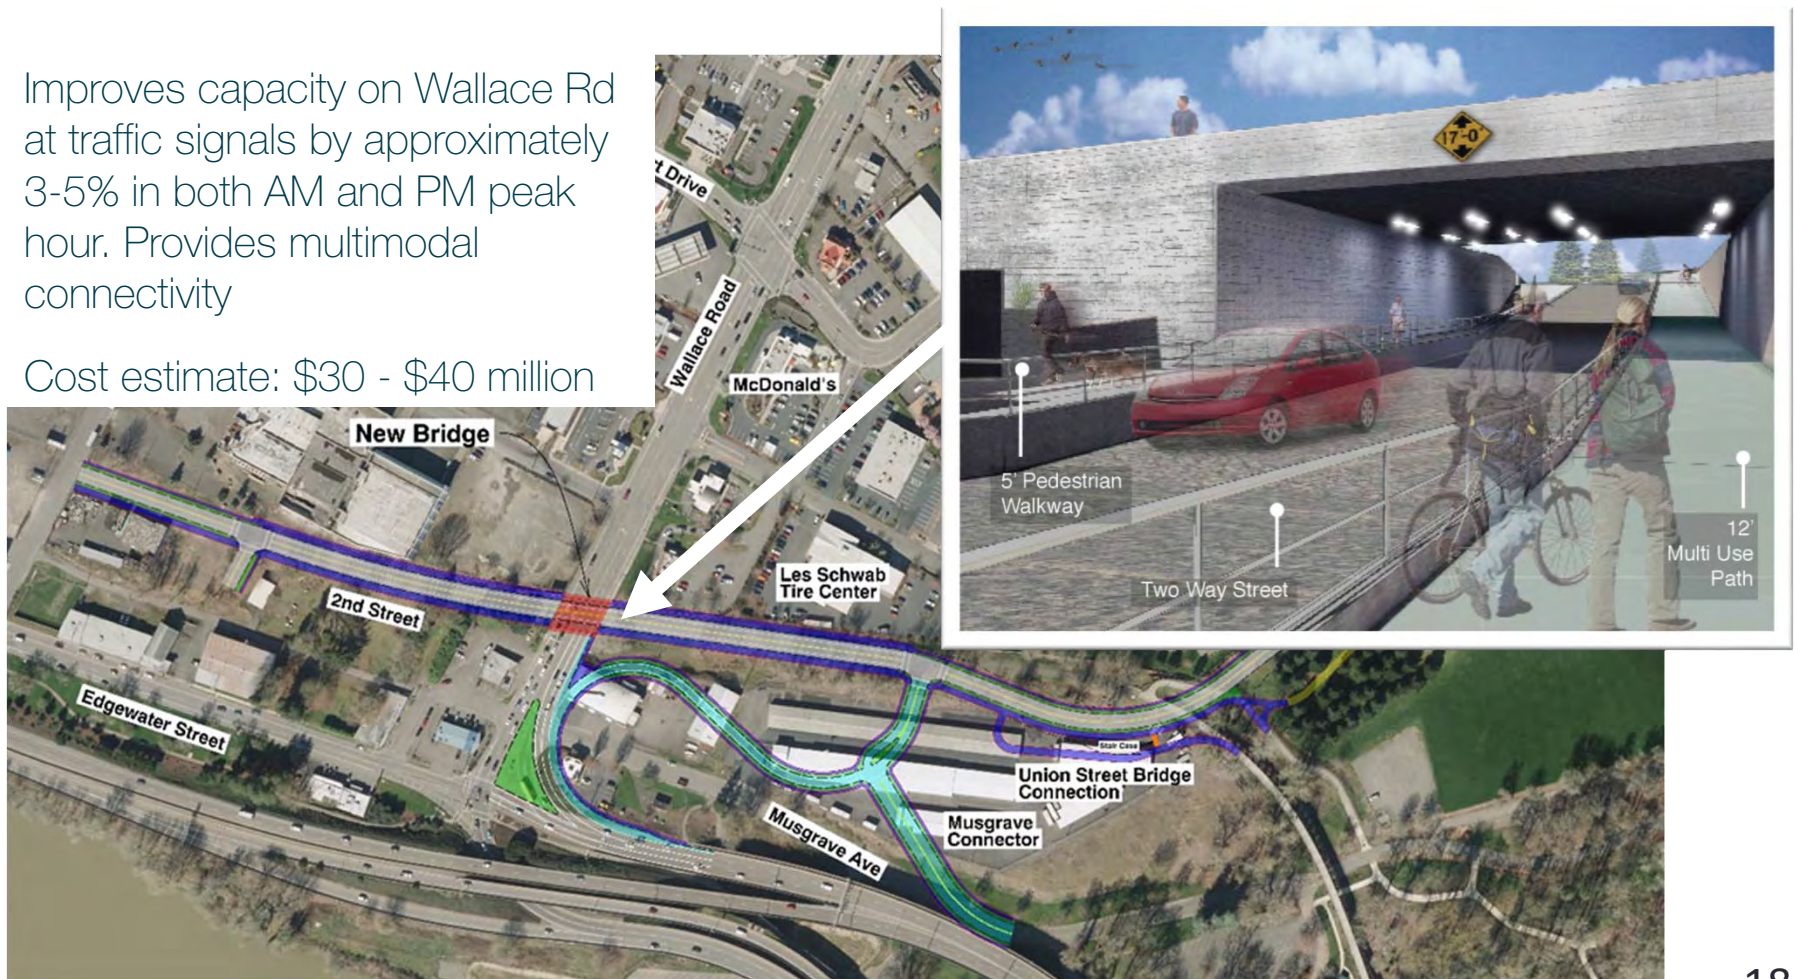 Improves capacity on Wallace Rd
at traffic signals by approximately
3-5% in both AM and PM peak
hour. Provides multimodal
connectivity
Cost estimate: $30 - $40 million
t Drive
Wallace Road
McDonald's
New Bridge
Les Schwab
Tire Center
2nd Street
Edgewater Street
Stair Case
Union Street Bridge
Connection
Musgrave
Connector
Musgrave Ave
17'-0"
5' Pedestrian
Walkway
Two Way Street
12'
Multi Use
Path
18